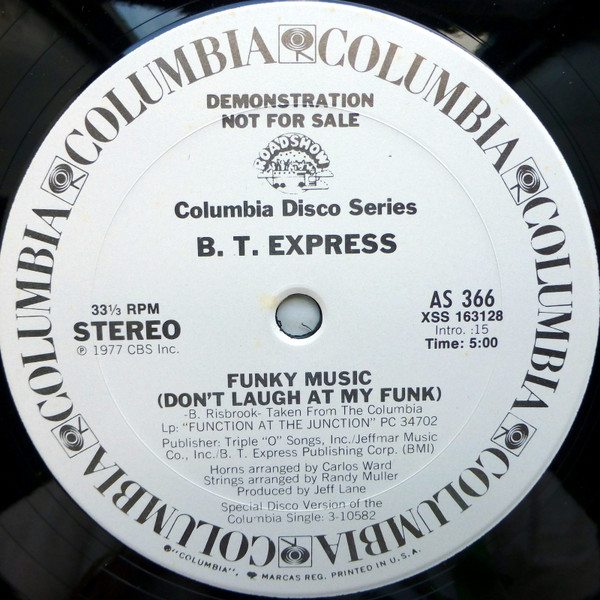 COLUMBIA COLUMBIA COLUMBIA COLUMBIA COLUMBIA COLUMBIA COLUMBIA COLUMBIA
DEMONSTRATION
NOT FOR SALE
ROADSHOW
Columbia Disco Series
B. T. EXPRESS
33⅓ RPM
STEREO
Ⓟ 1977 CBS Inc.
AS 366
XSS 163128
Intro. :15
Time: 5:00
FUNKY MUSIC
(DON'T LAUGH AT MY FUNK)
-B. Risbrook- Taken From The Columbia
Lp: "FUNCTION AT THE JUNCTION" PC 34702
Publisher: Triple "O" Songs, Inc./Jeffmar Music
Co., Inc./B. T. Express Publishing Corp. (BMI)
Horns arranged by Carlos Ward
Strings arranged by Randy Muller
Produced by Jeff Lane
Special Disco Version of the
Columbia Single: 3-10582
"COLUMBIA", MARCAS REG. PRINTED IN U.S.A.